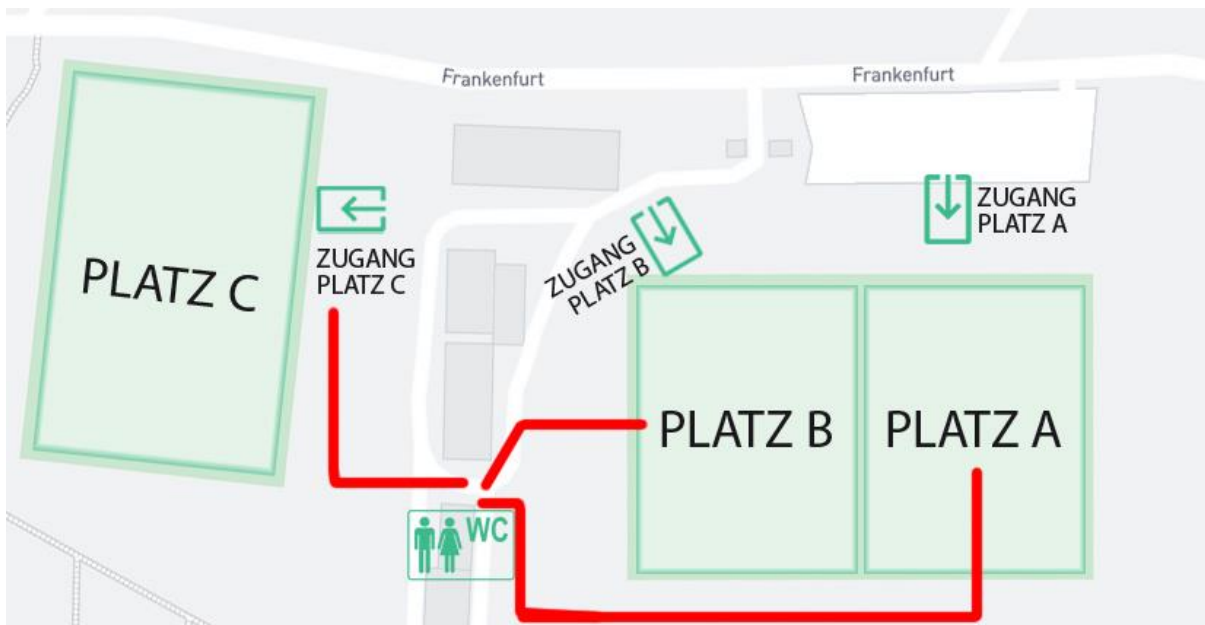 Frankenfurt
Frankenfurt
ZUGANG
PLATZ A
ZUGANG
PLATZ B
ZUGANG
PLATZ C
PLATZ C
PLATZ B
PLATZ A
WC